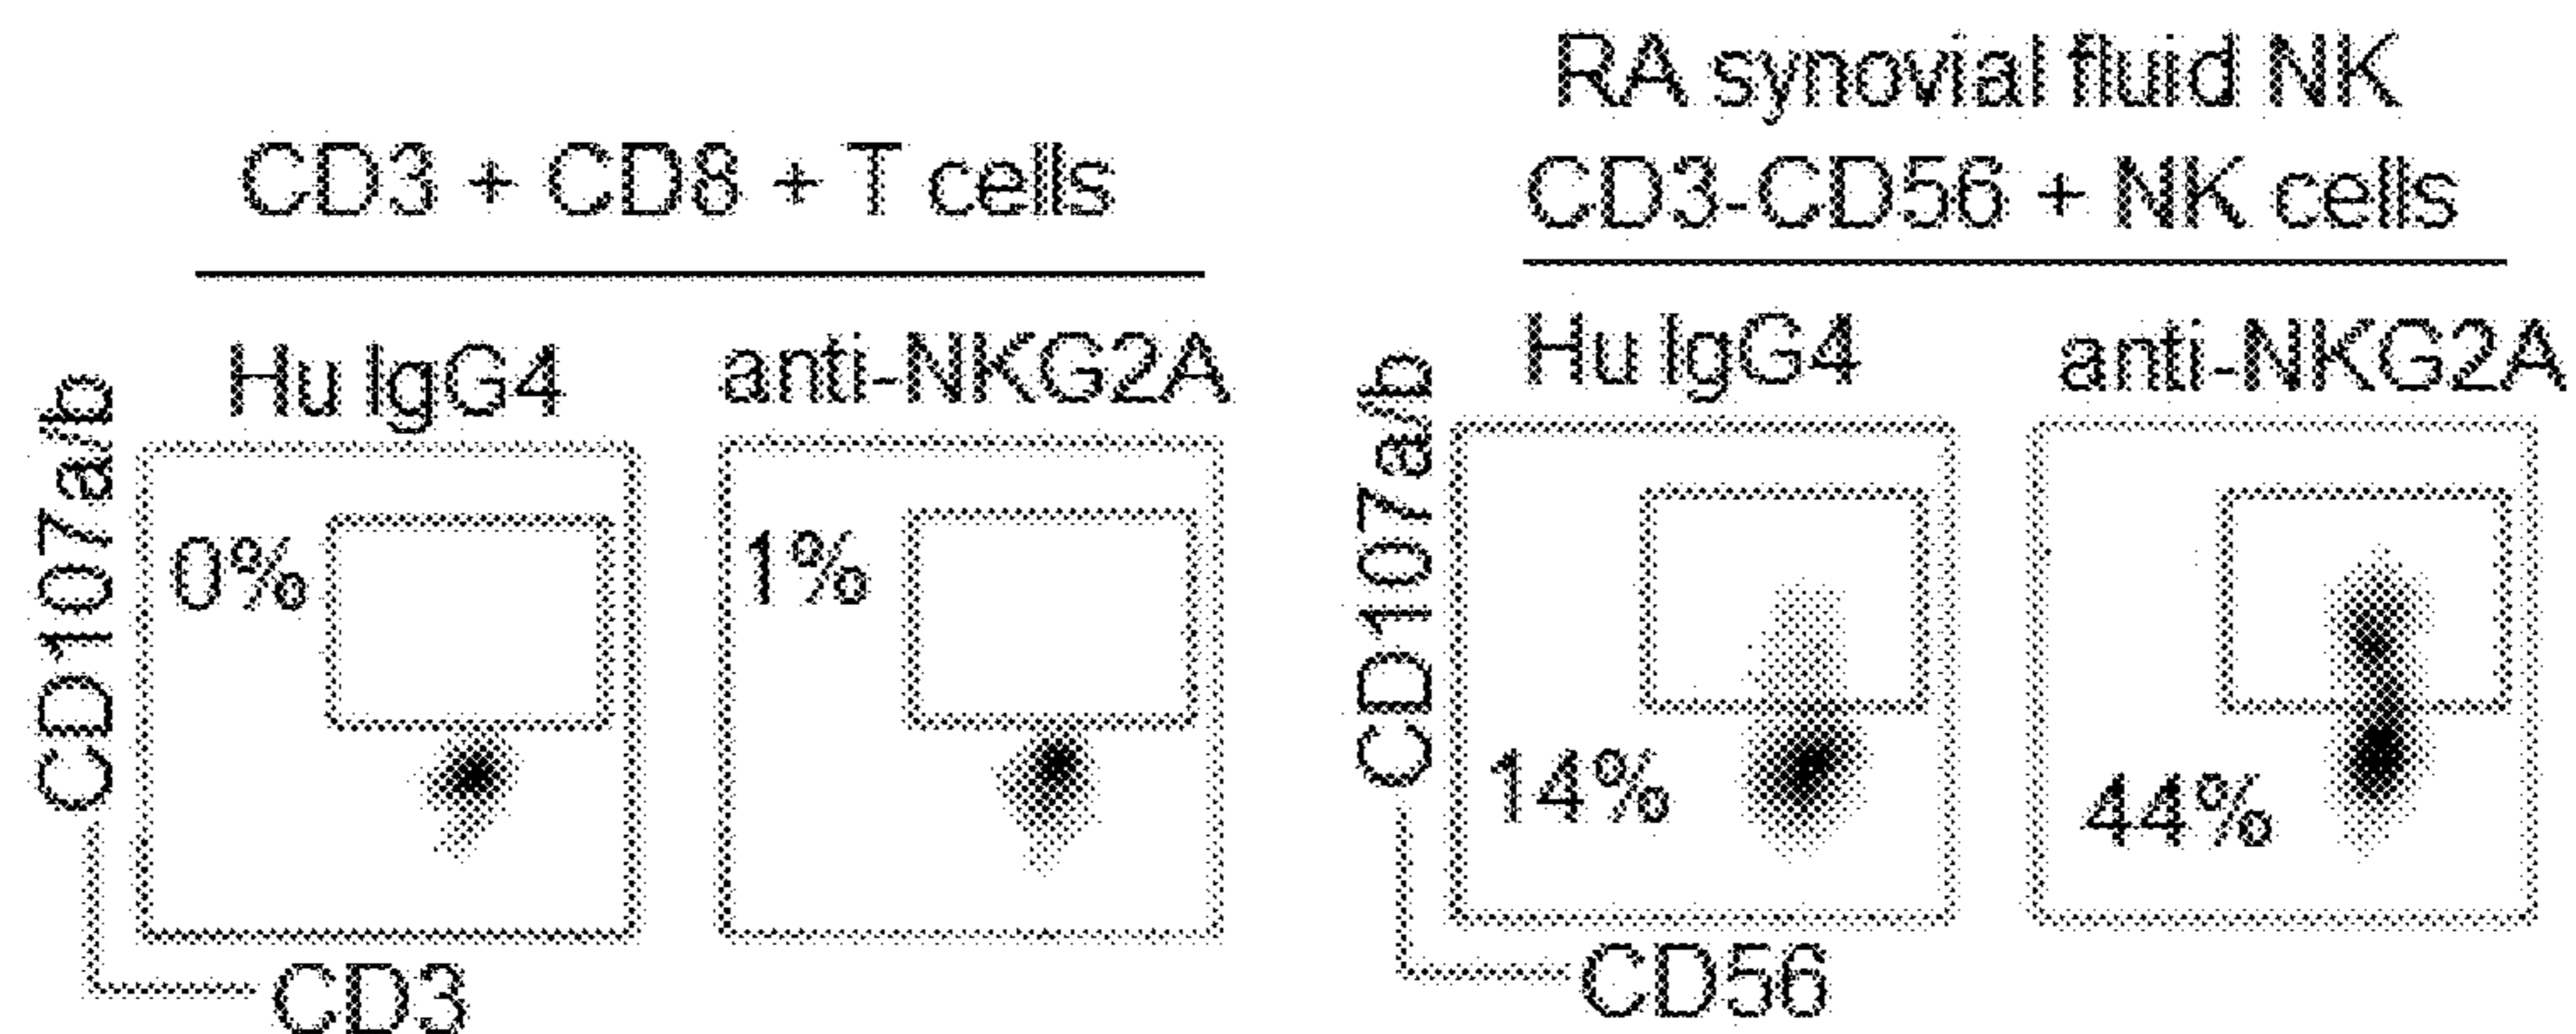 CD3 + CD8 + T cells
Hu IgG4
anti-NKG2A
CD107a/b
0%
1%
CD3
RA synovial fluid NK
CD3-CD56 + NK cells
Hu IgG4
anti-NKG2A
CD107a/b
14%
44%
CD56